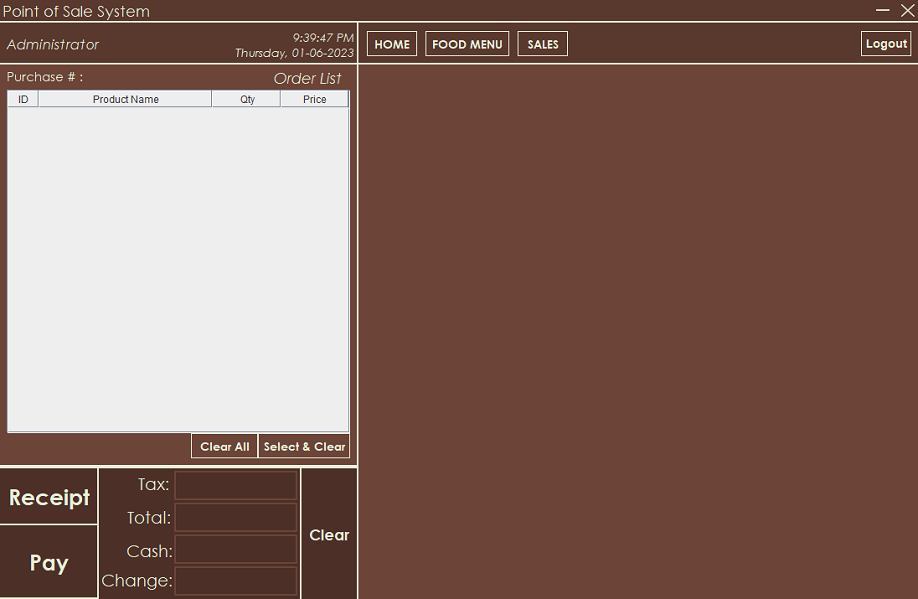 Point of Sale System
Administrator
9:39:47 PM
Thursday, 01-06-2023
HOME
FOOD MENU
SALES
Logout
Purchase # :
Order List
ID
Product Name
Qty
Price
Clear All
Select & Clear
Receipt
Pay
Tax:
Total:
Cash:
Change:
Clear